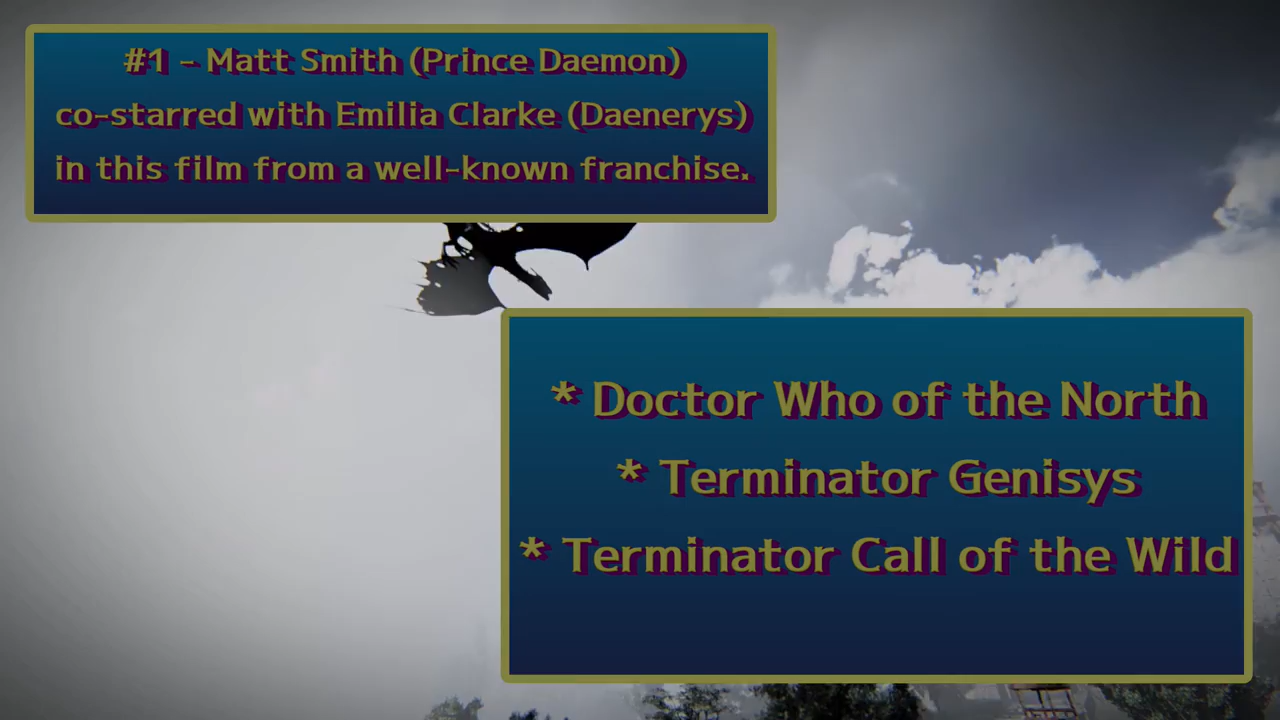 #1 - Matt Smith (Prince Daemon)
co-starred with Emilia Clarke (Daenerys)
in this film from a well-known franchise.
* Doctor Who of the North
* Terminator Genisys
* Terminator Call of the Wild